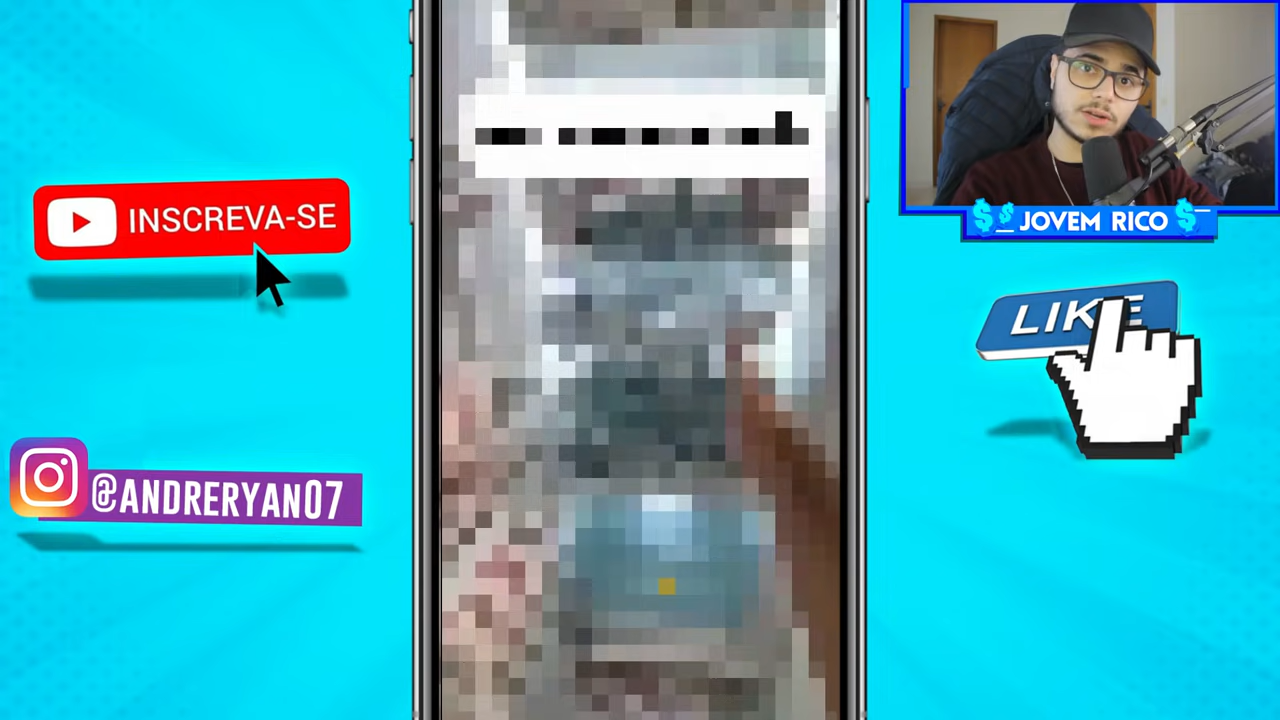 INSCREVA-SE
@ANDRERYAN07
$ $ JOVEM RICO $
LIKE